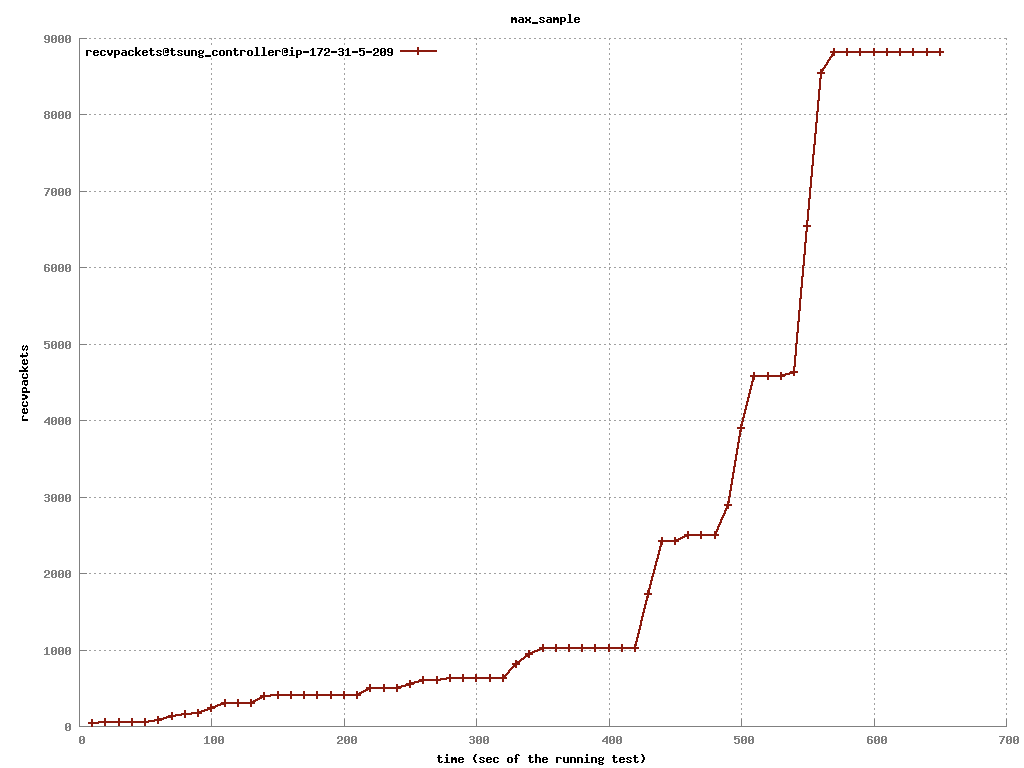 max_sample
recvpackets@tsung_controller@ip-172-31-5-209
9000
8000
7000
6000
5000
4000
3000
2000
1000
0
recvpackets
0 100 200 300 400 500 600 700
time (sec of the running test)